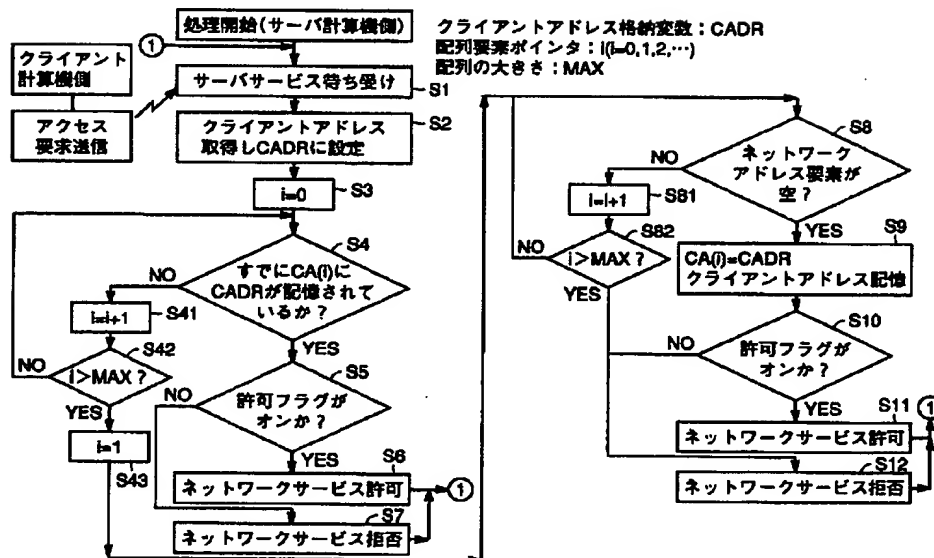 処理開始(サーバ計算機側)
①
クライアント
計算機側
アクセス
要求送信
サーバサービス待ち受け
S1
クライアントアドレス
取得しCADRに設定
S2
i=0
S3
すでにCA(i)に
CADRが記憶されて
いるか？
S4
NO
YES
i=i+1
S41
i>MAX？
S42
NO
YES
i=1
S43
許可フラグが
オンか？
S5
NO
YES
ネットワークサービス許可
S6
①
ネットワークサービス拒否
S7
クライアントアドレス格納変数：CADR
配列要素ポインタ：i(i=0,1,2,…)
配列の大きさ：MAX
ネットワーク
アドレス要素が
空？
S8
NO
YES
i=i+1
S81
i>MAX？
S82
NO
YES
CA(i)=CADR
クライアントアドレス記憶
S9
許可フラグが
オンか？
S10
NO
YES
ネットワークサービス許可
S11
①
ネットワークサービス拒否
S12